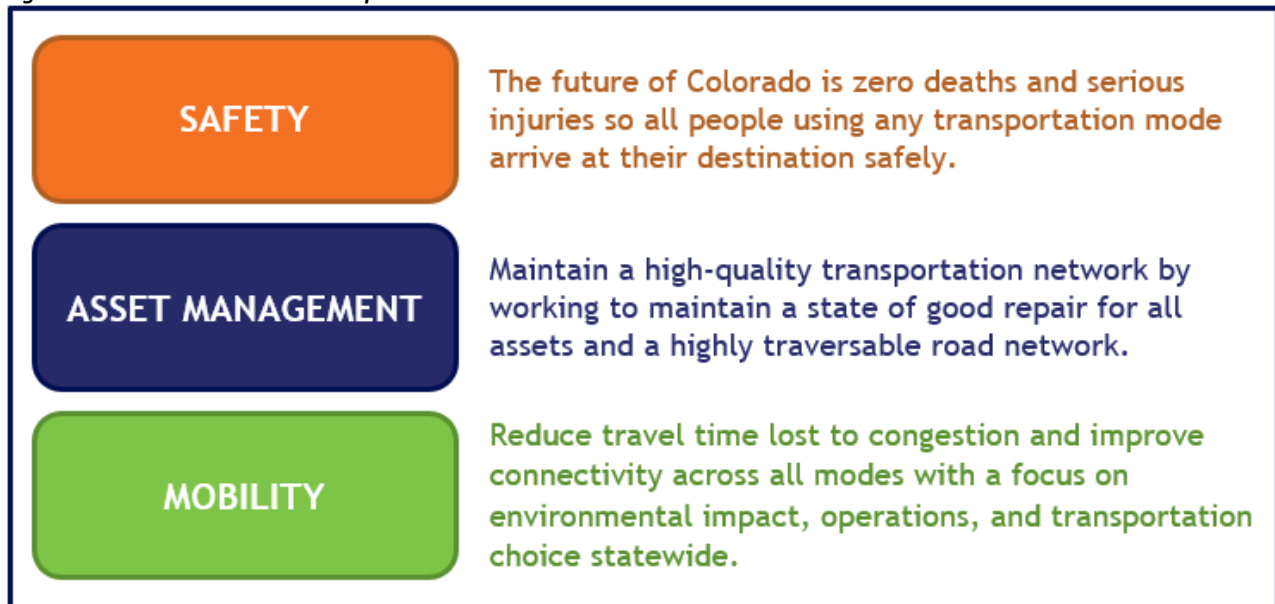 SAFETY
The future of Colorado is zero deaths and serious
injuries so all people using any transportation mode
arrive at their destination safely.
ASSET MANAGEMENT
Maintain a high-quality transportation network by
working to maintain a state of good repair for all
assets and a highly traversable road network.
MOBILITY
Reduce travel time lost to congestion and improve
connectivity across all modes with a focus on
environmental impact, operations, and transportation
choice statewide.